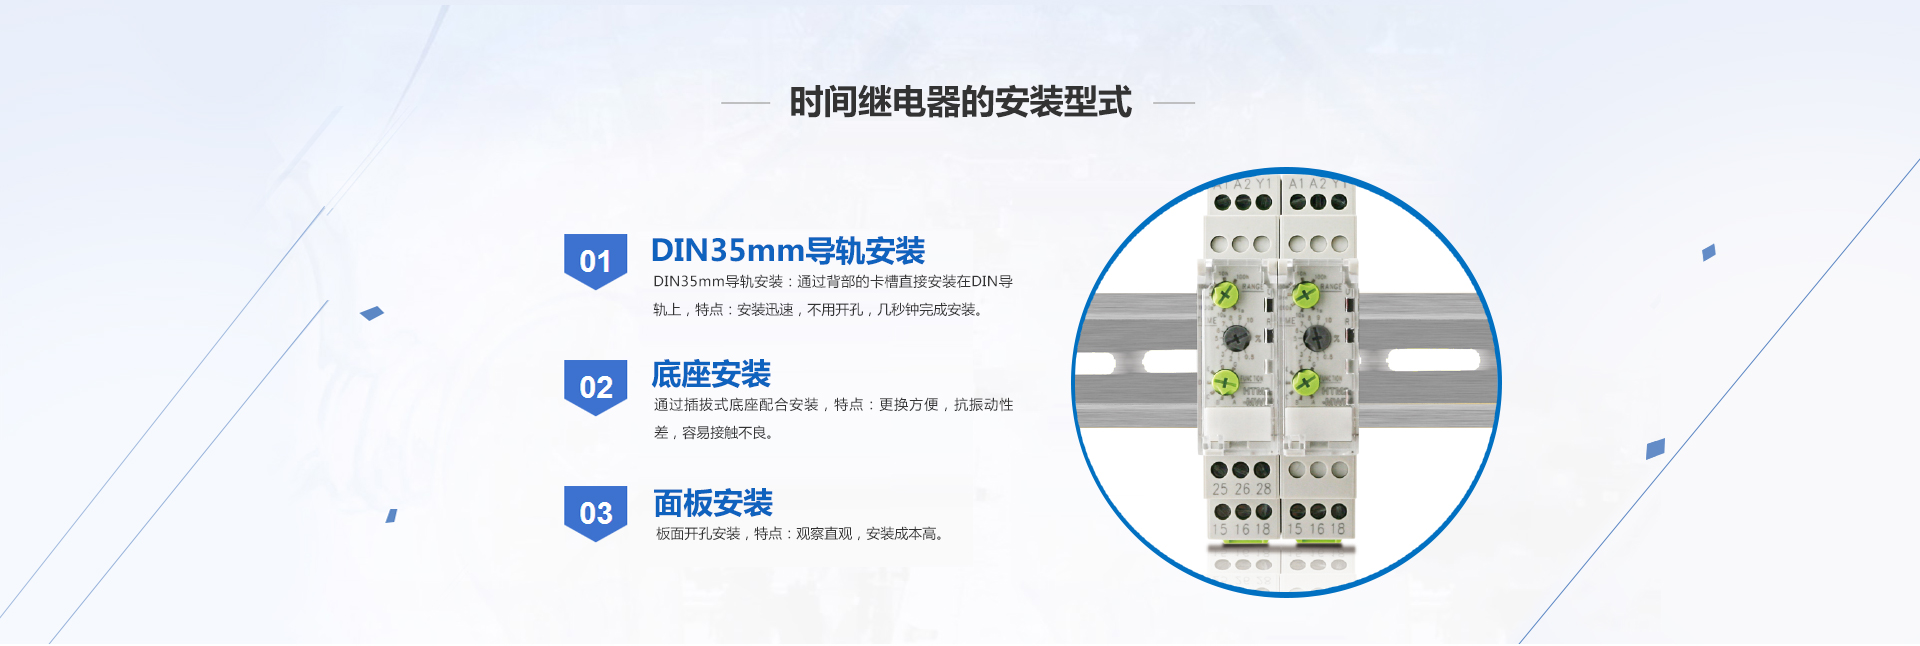 时间继电器的安装型式
01
DIN35mm导轨安装
DIN35mm导轨安装：通过背部的卡槽直接安装在DIN导
轨上，特点：安装迅速，不用开孔，几秒钟完成安装。
02
底座安装
通过插拔式底座配合安装，特点：更换方便，抗振动性
差，容易接触不良。
03
面板安装
板面开孔安装，特点：观察直观，安装成本高。
A1 A2 Y1 A1 A2 Y1
RANGE RANGE
25 26 28
15 16 18 15 16 18